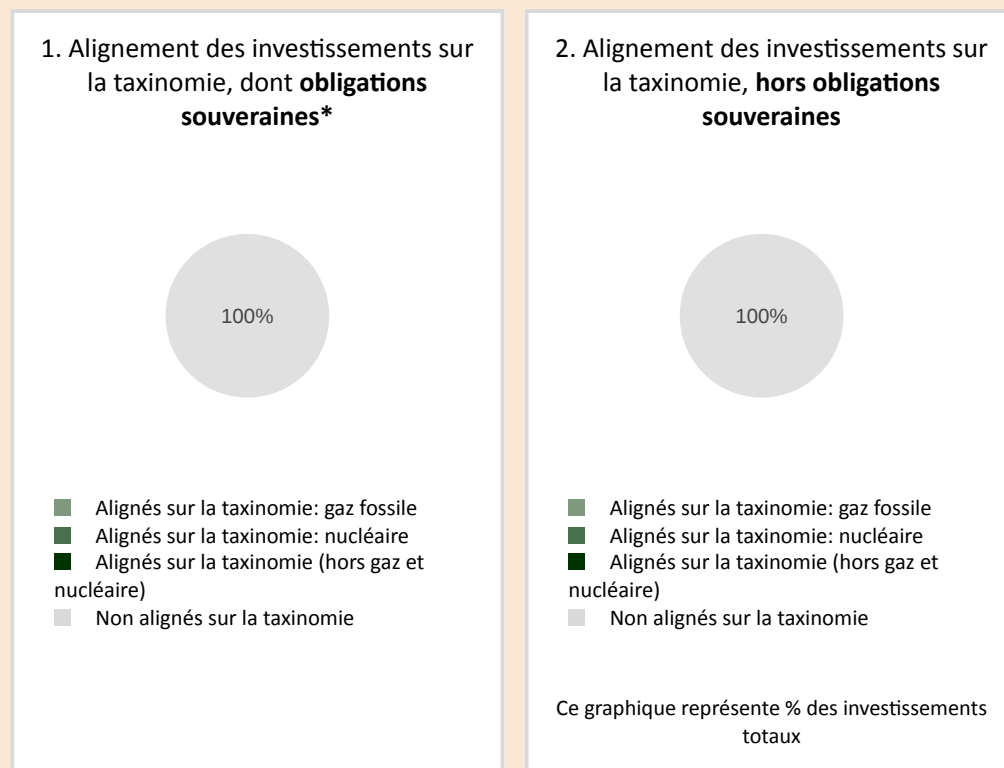 1. Alignement des investissements sur
la taxinomie, dont obligations
souveraines*
100%
Alignés sur la taxinomie: gaz fossile
Alignés sur la taxinomie: nucléaire
Alignés sur la taxinomie (hors gaz et
nucléaire)
Non alignés sur la taxinomie
2. Alignement des investissements sur
la taxinomie, hors obligations
souveraines
100%
Alignés sur la taxinomie: gaz fossile
Alignés sur la taxinomie: nucléaire
Alignés sur la taxinomie (hors gaz et
nucléaire)
Non alignés sur la taxinomie
Ce graphique représente % des investissements
totaux